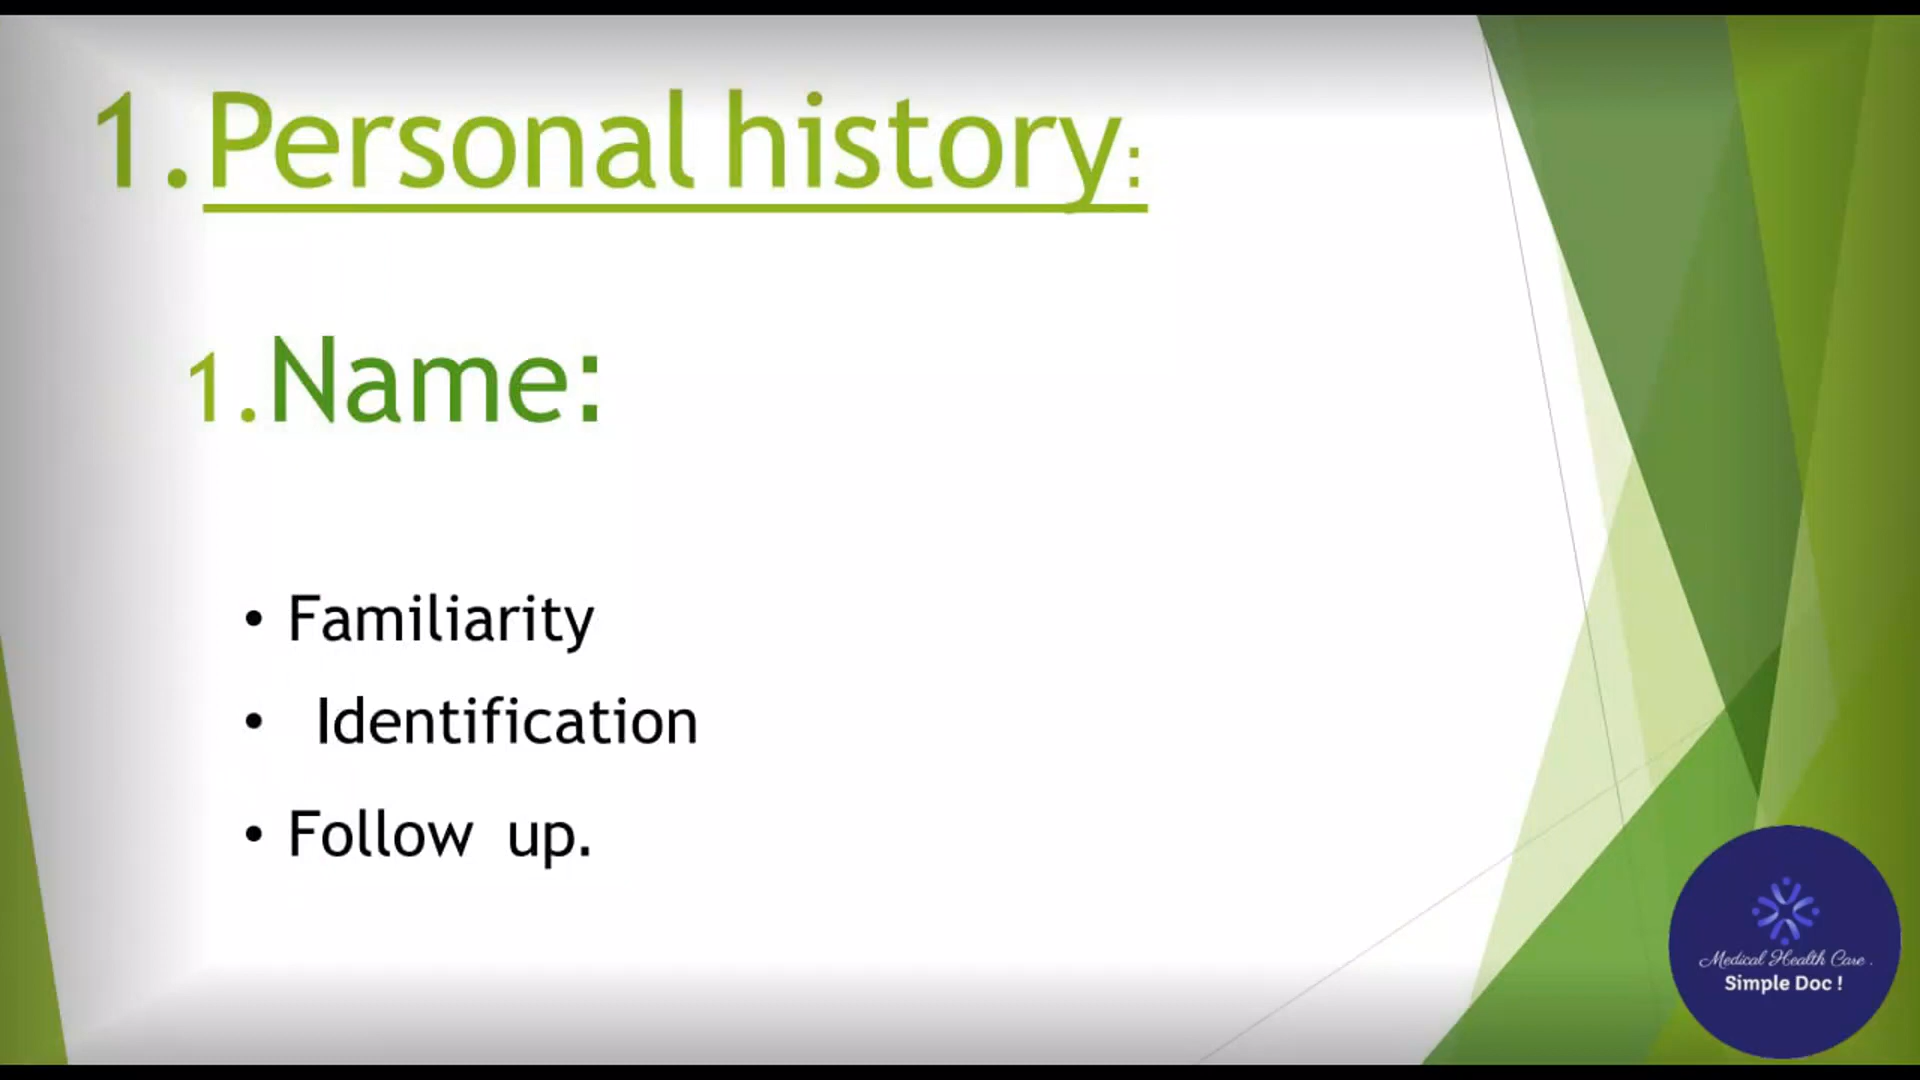 1.Personal history:
1.Name:
• Familiarity
• Identification
• Follow up.
Medical Health Care .
Simple Doc !